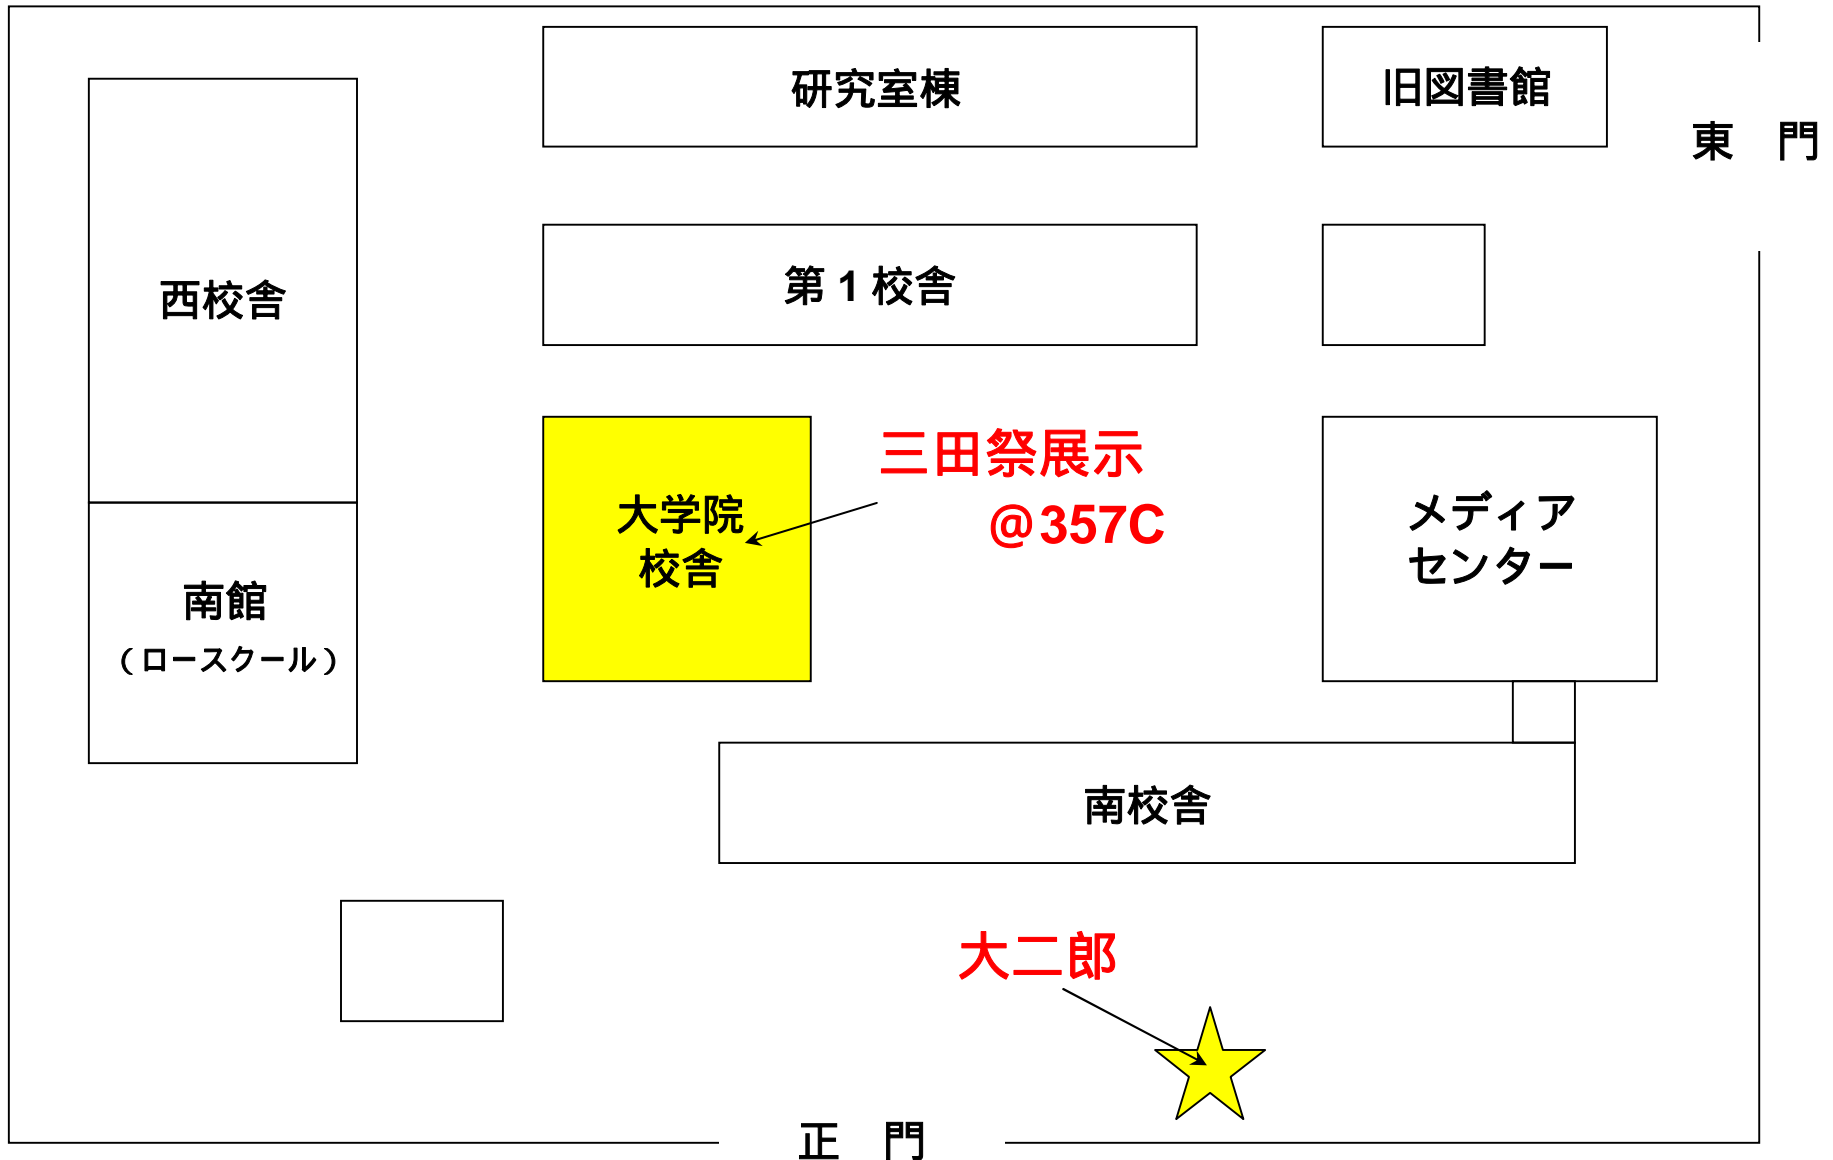 研究室棟
旧図書館
東 門
西校舎
第1校舎
三田祭展示
@357C
大学院
校舎
メディア
センター
南館
(ロースクール)
南校舎
大二郎
正 門